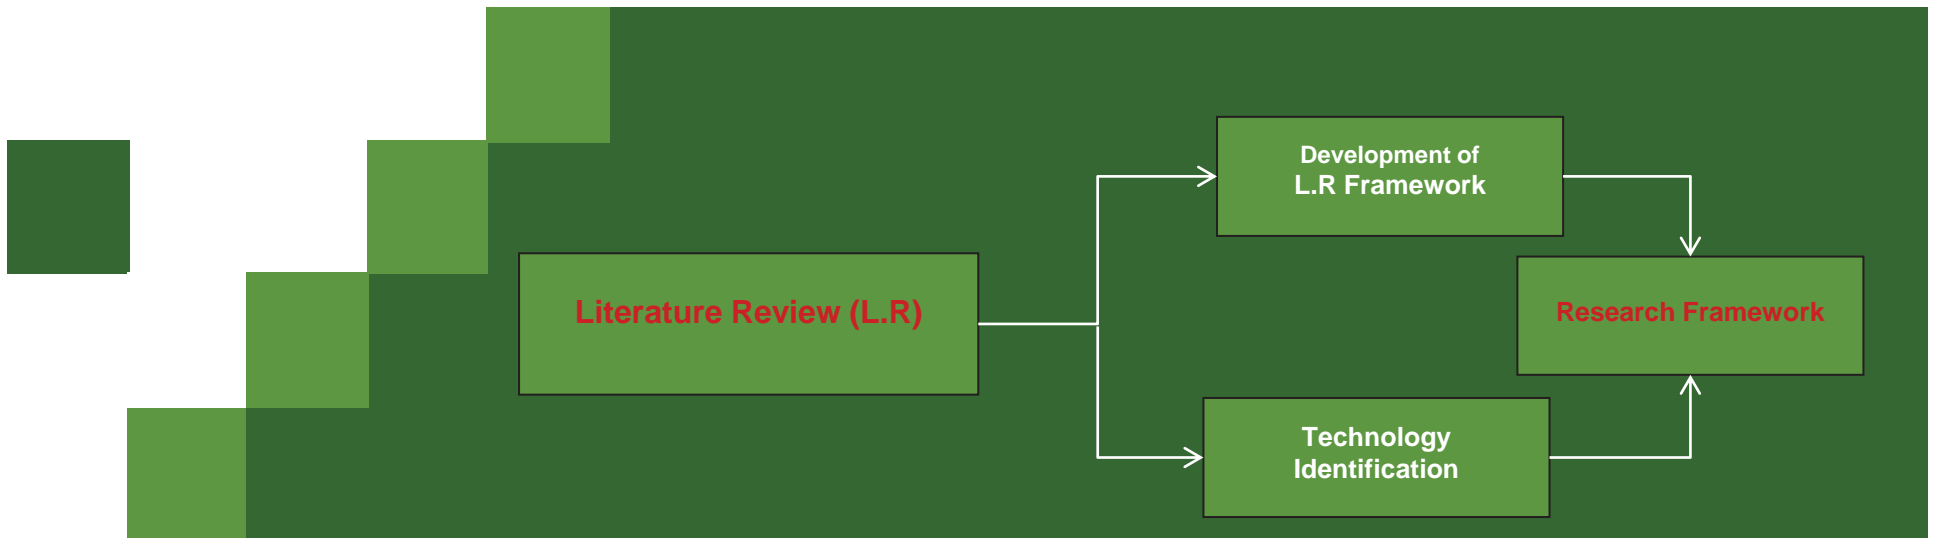 Development of
L.R Framework
Literature Review (L.R)
Research Framework
Technology
Identification